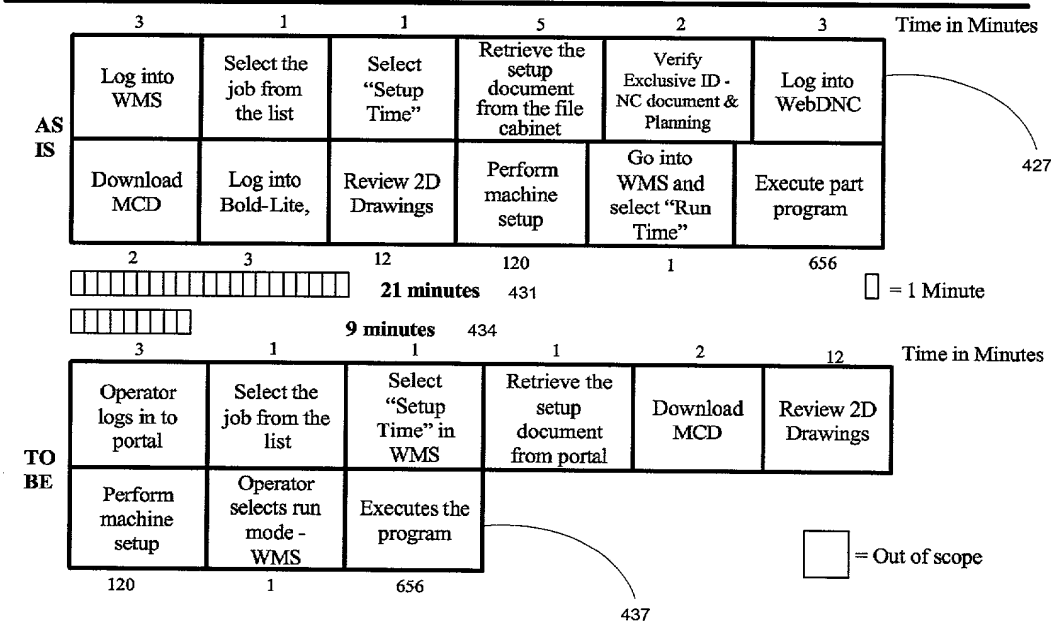 3 1 1 5 2 3 Time in Minutes
AS
IS
Log into
WMS
Select the
job from
the list
Select
“Setup
Time”
Retrieve the
setup
document
from the file
cabinet
Verify
Exclusive ID -
NC document &
Planning
Log into
WebDNC
427
Download
MCD
Log into
Bold-Lite,
Review 2D
Drawings
Perform
machine
setup
Go into
WMS and
select “Run
Time”
Execute part
program
2 3 12 120 1 656
21 minutes 431
= 1 Minute
9 minutes 434
3 1 1 1 2 12 Time in Minutes
TO
BE
Operator
logs in to
portal
Select the
job from the
list
Select
“Setup
Time” in
WMS
Retrieve the
setup
document
from portal
Download
MCD
Review 2D
Drawings
Perform
machine
setup
Operator
selects run
mode -
WMS
Executes the
program
= Out of scope
120 1 656
437